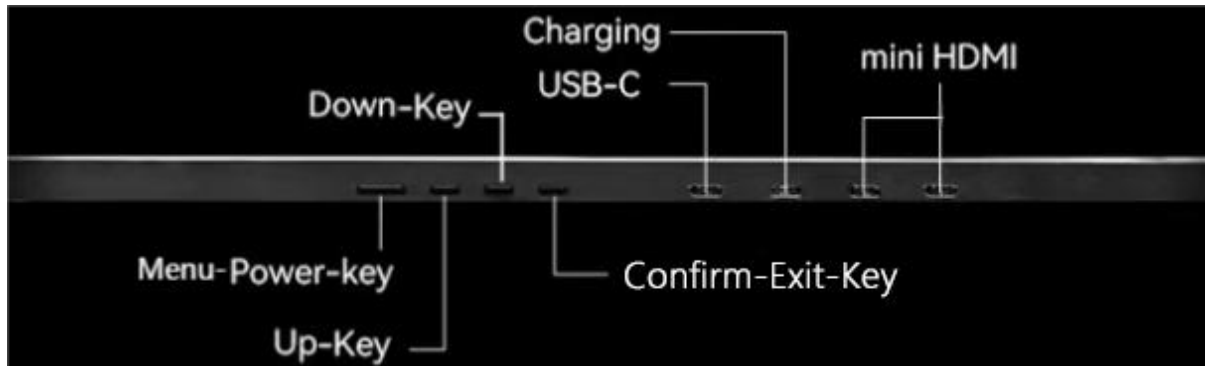 Charging
mini HDMI
USB-C
Down-Key
Menu-Power-key
Confirm-Exit-Key
Up-Key